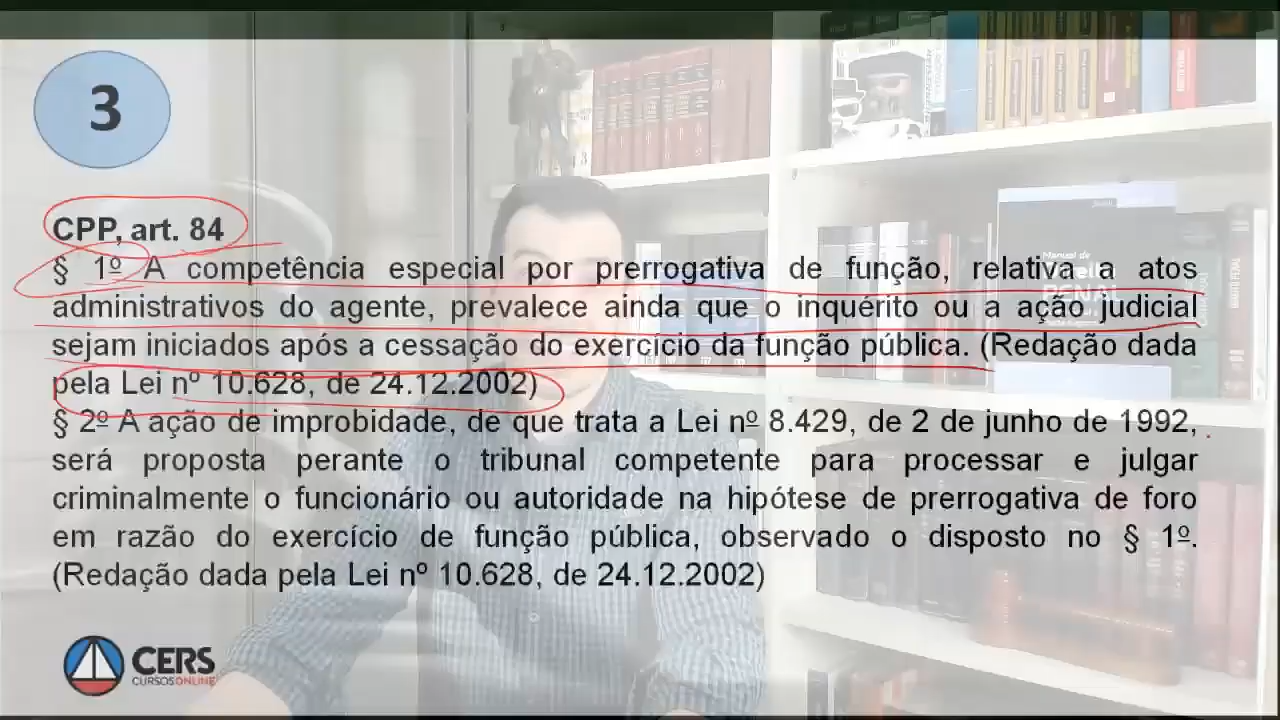 3
CPP, art. 84
§ 1º A competência especial por prerrogativa de função, relativa a atos
administrativos do agente, prevalece ainda que o inquérito ou a ação judicial
sejam iniciados após a cessação do exercício da função pública. (Redação dada
pela Lei nº 10.628, de 24.12.2002)
§ 2º A ação de improbidade, de que trata a Lei nº 8.429, de 2 de junho de 1992,
será proposta perante o tribunal competente para processar e julgar
criminalmente o funcionário ou autoridade na hipótese de prerrogativa de foro
em razão do exercício de função pública, observado o disposto no § 1º.
(Redação dada pela Lei nº 10.628, de 24.12.2002)
CERS
CURSOS ONLINE
Manual de
PENAL